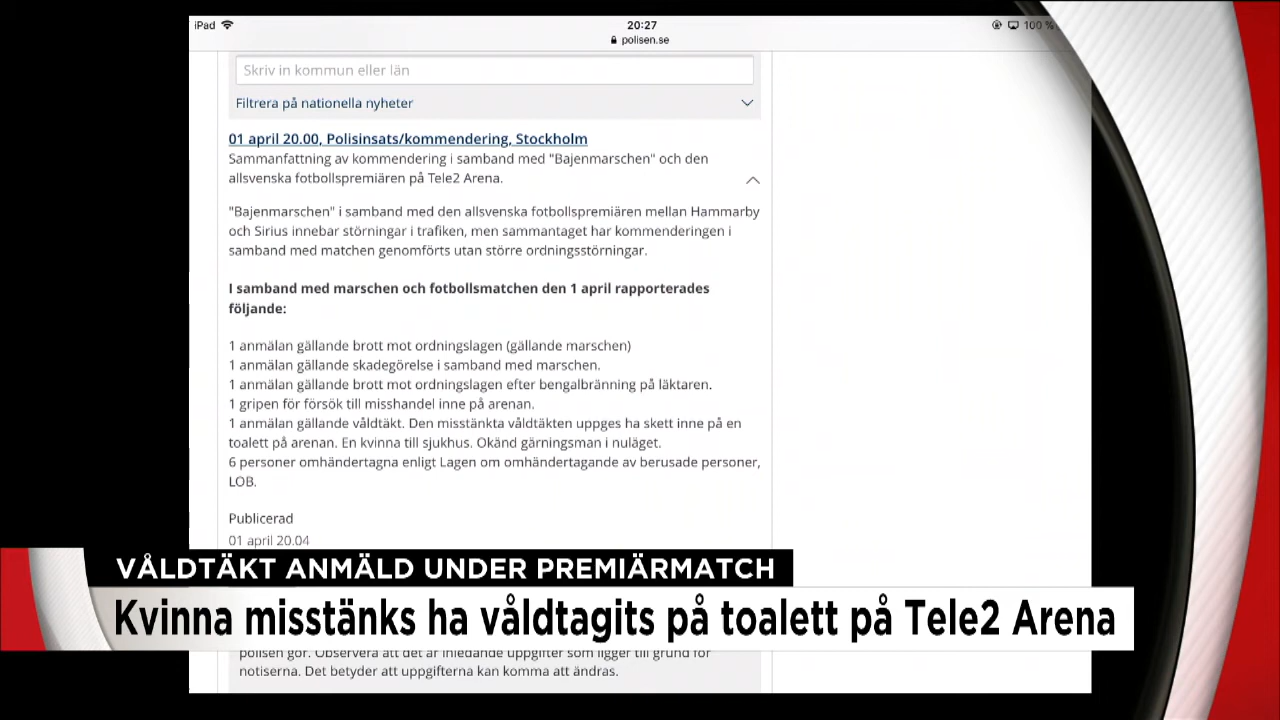 iPad
20:27
100 %
polisen.se
Skriv in kommun eller län
Filtrera på nationella nyheter
01 april 20.00, Polisinsats/kommendering, Stockholm
Sammanfattning av kommendering i samband med "Bajenmarschen" och den
allsvenska fotbollspremiären på Tele2 Arena.
"Bajenmarschen" i samband med den allsvenska fotbollspremiären mellan Hammarby
och Sirius innebar störningar i trafiken, men sammantaget har kommenderingen i
samband med matchen genomförts utan större ordningsstörningar.
I samband med marschen och fotbollsmatchen den 1 april rapporterades
följande:
1 anmälan gällande brott mot ordningslagen (gällande marschen)
1 anmälan gällande skadegörelse i samband med marschen.
1 anmälan gällande brott mot ordningslagen efter bengalbränning på läktaren.
1 gripen för försök till misshandel inne på arenan.
1 anmälan gällande våldtäkt. Den misstänkta våldtäkten uppges ha skett inne på en
toalett på arenan. En kvinna till sjukhus. Okänd gärningsman i nuläget.
6 personer omhändertagna enligt Lagen om omhändertagande av berusade personer,
LOB.
Publicerad
01 april 20.04
VÅLDTÄKT ANMÄLD UNDER PREMIÄRMATCH
Kvinna misstänks ha våldtagits på toalett på Tele2 Arena
polisen gör. Observera att det är inledande uppgifter som ligger till grund för
notiserna. Det betyder att uppgifterna kan komma att ändras.